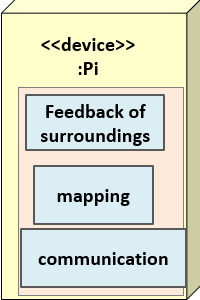 <<device>>
:Pi
Feedback of
surroundings
mapping
communication